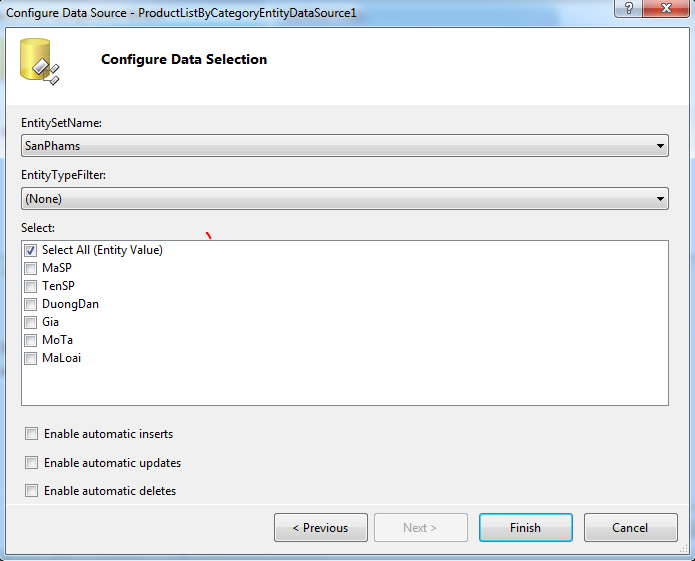 Configure Data Source - ProductListByCategoryEntityDataSource1
?
Configure Data Selection
EntitySetName:
SanPhams
EntityTypeFilter:
(None)
Select:
Select All (Entity Value)
MaSP
TenSP
DuongDan
Gia
MoTa
MaLoai
Enable automatic inserts
Enable automatic updates
Enable automatic deletes
< Previous
Next >
Finish
Cancel